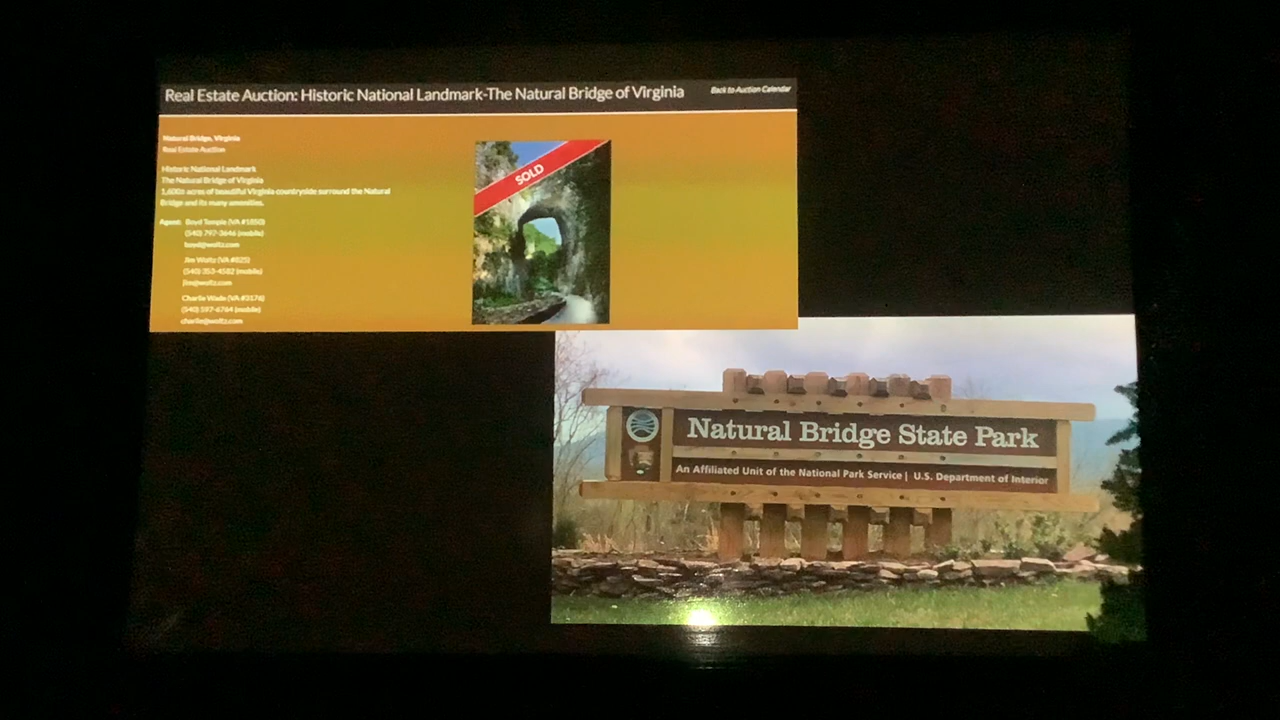 Real Estate Auction: Historic National Landmark-The Natural Bridge of Virginia
Back to Auction Calendar
Natural Bridge, Virginia
Real Estate Auction
Historic National Landmark
The Natural Bridge of Virginia
1,600± acres of beautiful Virginia countryside surround the Natural
Bridge and its many amenities.
Agent: Boyd Temple (VA #1850)
(540) 797-3646 (mobile)
boyd@woltz.com
Jim Woltz (VA #825)
(540) 353-4582 (mobile)
jim@woltz.com
Charlie Wade (VA #3176)
(540) 597-6764 (mobile)
charlie@woltz.com
SOLD
Natural Bridge State Park
An Affiliated Unit of the National Park Service | U.S. Department of Interior